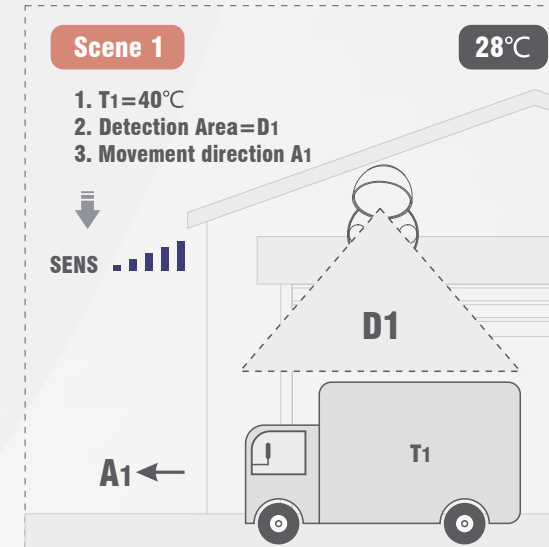 Scene 1
28℃
1. T1=40℃
2. Detection Area=D1
3. Movement direction A1
SENS
D1
T1
A1